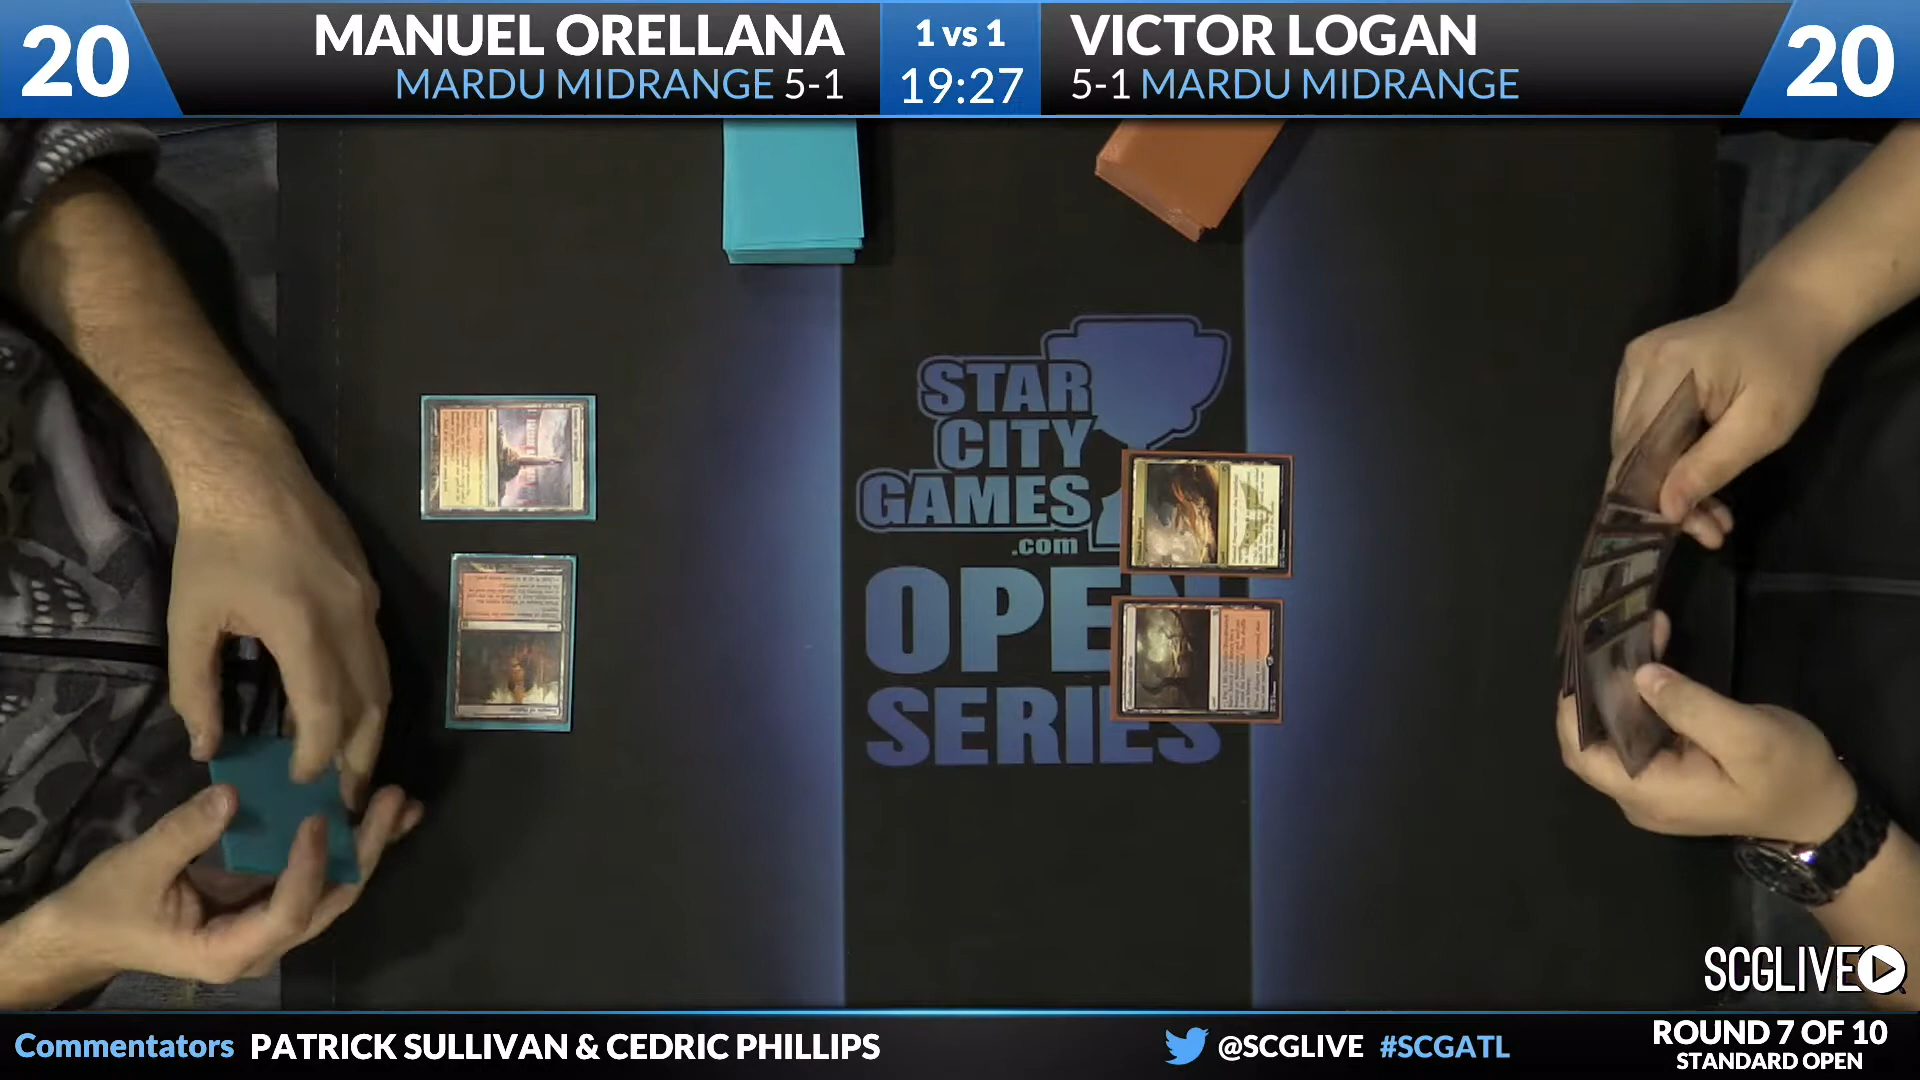 20
MANUEL ORELLANA
MARDU MIDRANGE 5-1
1 vs 1
19:27
VICTOR LOGAN
5-1 MARDU MIDRANGE
20
STAR
CITY
GAMES
.com
OPEN
SERIES
SCGLIVE
Commentators PATRICK SULLIVAN & CEDRIC PHILLIPS
@SCGLIVE #SCGATL
ROUND 7 OF 10
STANDARD OPEN